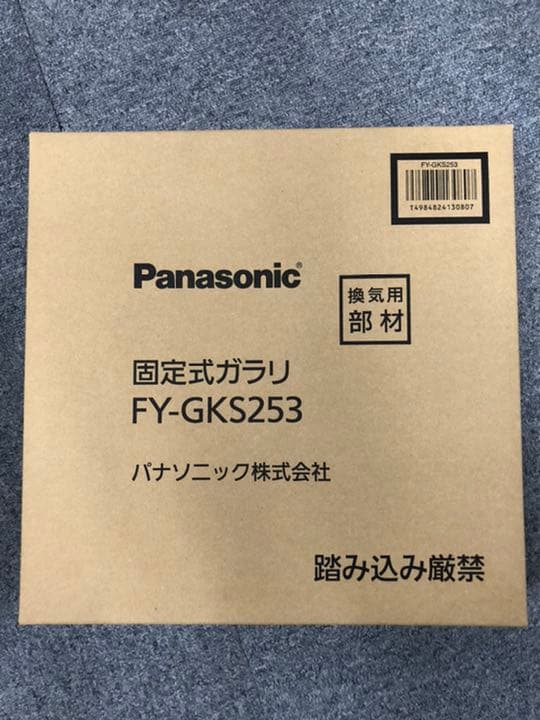 FY-GKS253
T4984824130807
Panasonic®
換気用
部材
固定式ガラリ
FY-GKS253
パナソニック株式会社
踏み込み厳禁